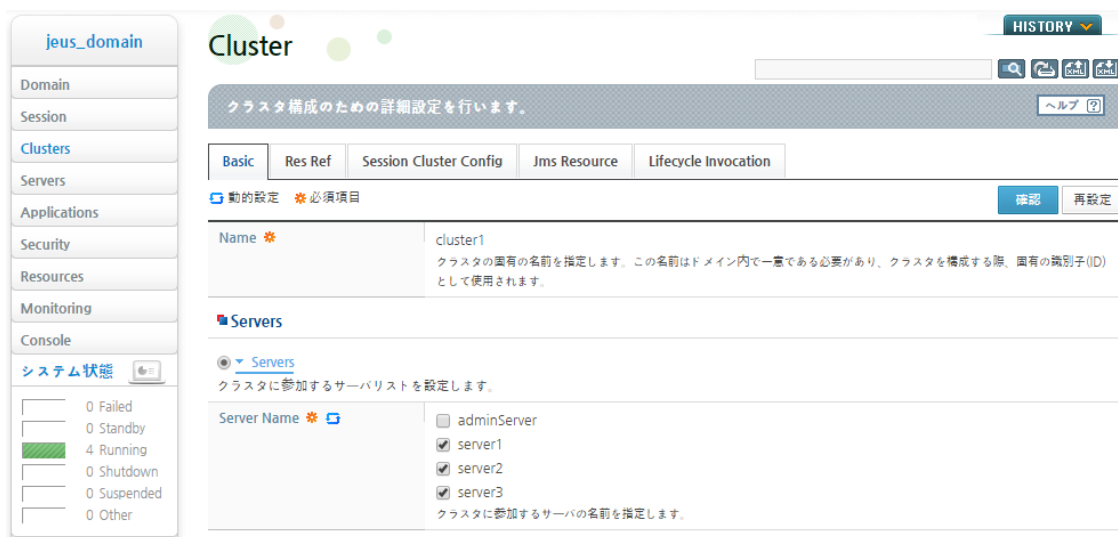 jeus_domain
Domain
Session
Clusters
Servers
Applications
Security
Resources
Monitoring
Console
システム状態
0 Failed
0 Standby
4 Running
0 Shutdown
0 Suspended
0 Other
HISTORY
Cluster
XML XML
クラスタ構成のための詳細設定を行います。
ヘルプ ?
Basic Res Ref Session Cluster Config Jms Resource Lifecycle Invocation
動的設定 必須項目 確認 再設定
Name cluster1
クラスタの固有の名前を指定します。この名前はドメイン内で一意である必要があり、クラスタを構成する際、固有の識別子(ID)
として使用されます。
Servers
Servers
クラスタに参加するサーバリストを設定します。
Server Name adminServer
server1
server2
server3
クラスタに参加するサーバの名前を指定します。